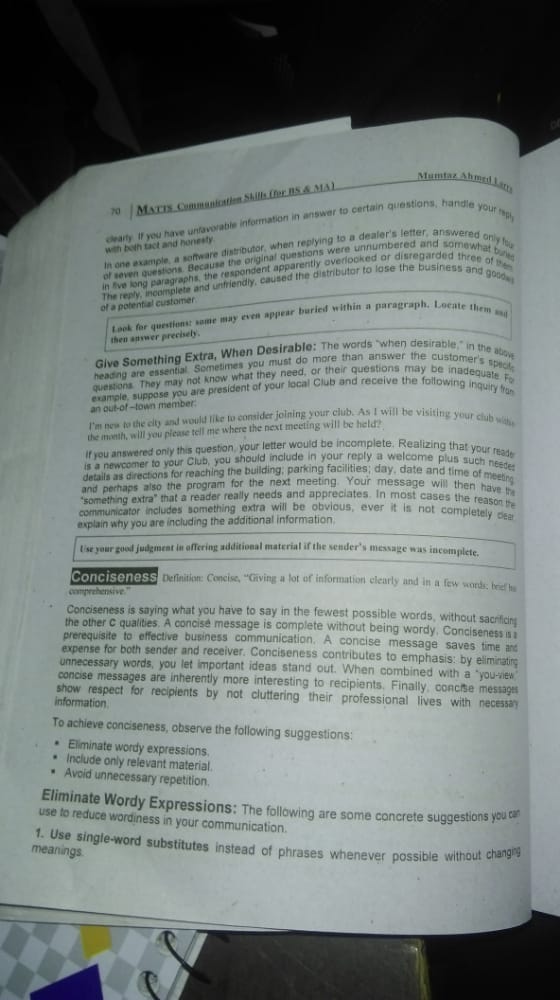 70 MATTS Communication Skills (for BS & MA) Mumtaz Ahmed
clearly. If you have unfavorable information in answer to certain questions, handle your reply
with both tact and honesty.
In one example, a software distributor, when replying to a dealer's letter, answered only four
of seven questions. Because the original questions were unnumbered and somewhat buried
in five long paragraphs, the respondent apparently overlooked or disregarded three of them.
The reply, incomplete and unfriendly, caused the distributor to lose the business and goodwill
of a potential customer.
Look for questions: some may even appear buried within a paragraph. Locate them and
then answer precisely.
Give Something Extra, When Desirable: The words "when desirable," in the above
heading are essential. Sometimes you must do more than answer the customer's specific
questions. They may not know what they need, or their questions may be inadequate. For
example, suppose you are president of your local Club and receive the following inquiry from
an out-of–town member:
I'm new to the city and would like to consider joining your club. As I will be visiting your club within
the month, will you please tell me where the next meeting will be held?
If you answered only this question, your letter would be incomplete. Realizing that your reader
is a newcomer to your Club, you should include in your reply a welcome plus such needed
details as directions for reaching the building; parking facilities; day, date and time of meeting;
and perhaps also the program for the next meeting. Your message will then have the
"something extra" that a reader really needs and appreciates. In most cases the reason the
communicator includes something extra will be obvious, ever it is not completely clear,
explain why you are including the additional information.
Use your good judgment in offering additional material if the sender's message was incomplete.
Conciseness Definition: Concise, "Giving a lot of information clearly and in a few words; brief but
comprehensive."
Conciseness is saying what you have to say in the fewest possible words, without sacrificing
the other C qualities. A concise message is complete without being wordy. Conciseness is a
prerequisite to effective business communication. A concise message saves time and
expense for both sender and receiver. Conciseness contributes to emphasis: by eliminating
unnecessary words, you let important ideas stand out. When combined with a "you-view,"
concise messages are inherently more interesting to recipients. Finally, concise messages
show respect for recipients by not cluttering their professional lives with necessary
information.
To achieve conciseness, observe the following suggestions:
• Eliminate wordy expressions.
• Include only relevant material.
• Avoid unnecessary repetition.
Eliminate Wordy Expressions: The following are some concrete suggestions you can
use to reduce wordiness in your communication.
1. Use single-word substitutes instead of phrases whenever possible without changing
meanings.